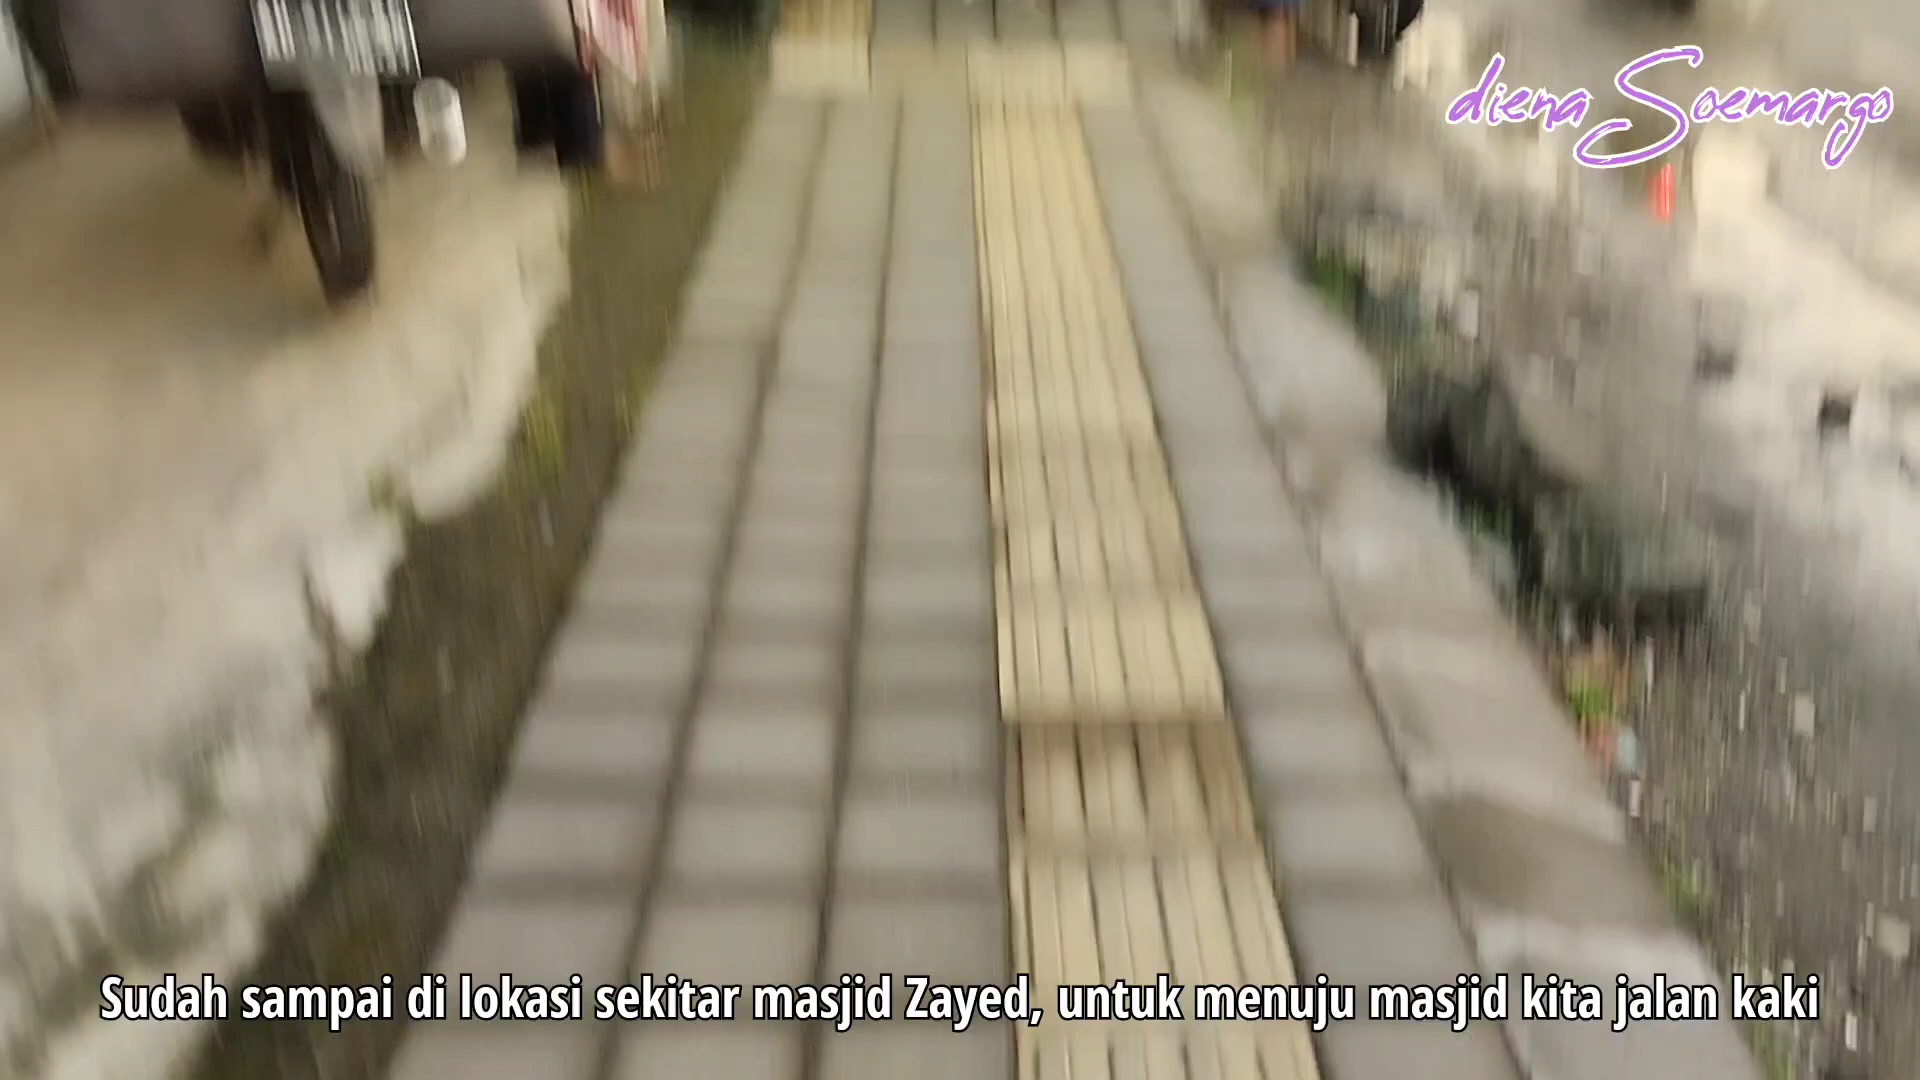 diena Soemargo
Sudah sampai di lokasi sekitar masjid Zayed, untuk menuju masjid kita jalan kaki